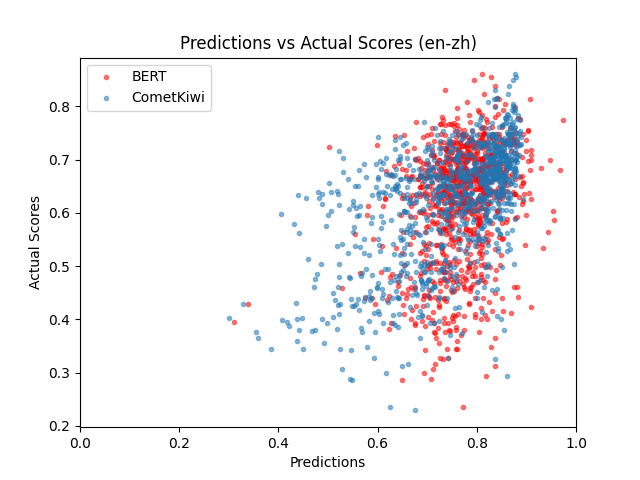 Predictions vs Actual Scores (en-zh)
BERT
CometKiwi
Actual Scores
0.8
0.7
0.6
0.5
0.4
0.3
0.2
0.0 0.2 0.4 0.6 0.8 1.0
Predictions